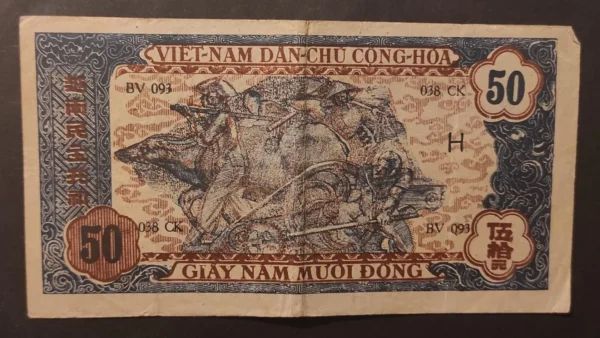 VIỆT-NAM DÂN-CHỦ CỘNG-HÒA
BV 093
038 CK
50
越南民主共和
H
038 CK
BV 093
50
伍拾元
GIẤY NĂM MƯƠI ĐỒNG